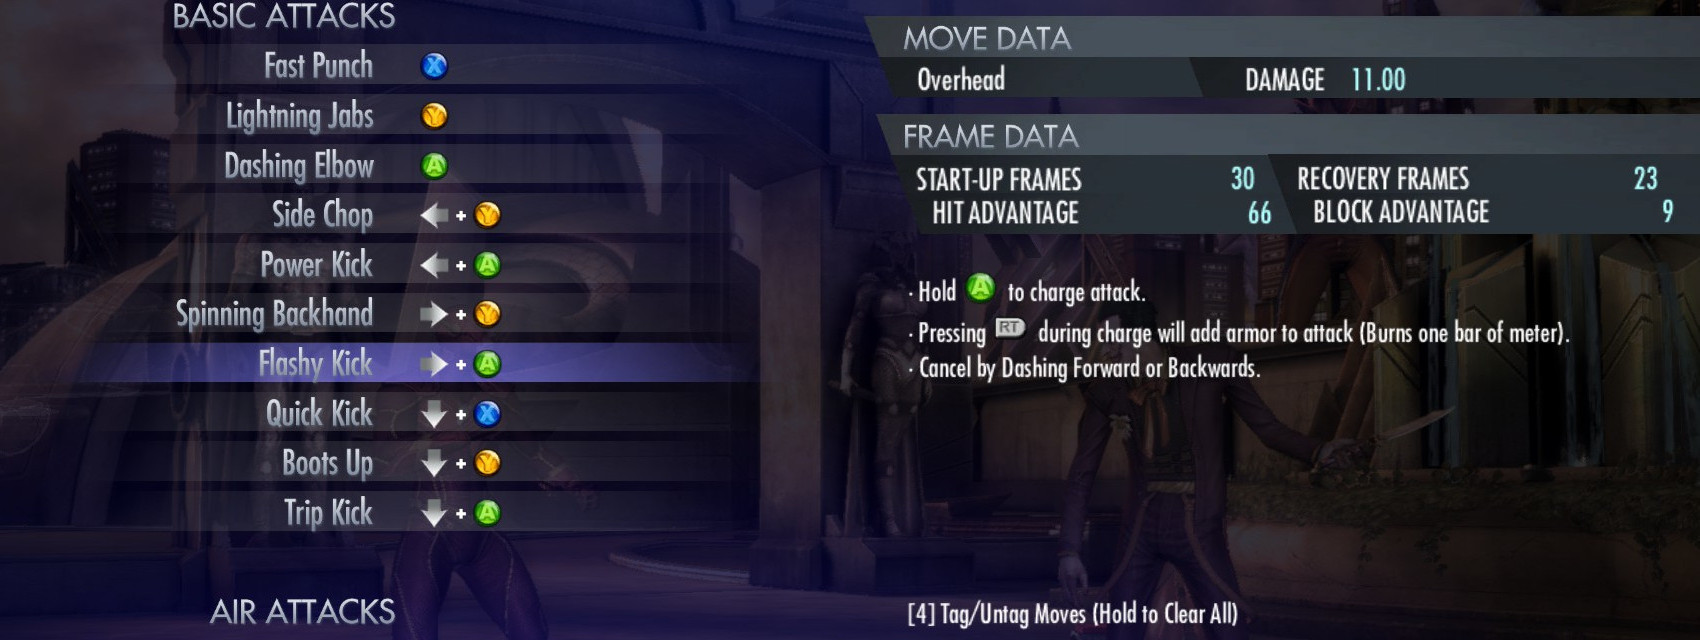 BASIC ATTACKS
Fast Punch X
Lightning Jabs Y
Dashing Elbow A
Side Chop + Y
Power Kick + A
Spinning Backhand + Y
Flashy Kick + A
Quick Kick + X
Boots Up + Y
Trip Kick + A
AIR ATTACKS
MOVE DATA
Overhead DAMAGE 11.00
FRAME DATA
START-UP FRAMES 30 RECOVERY FRAMES 23
HIT ADVANTAGE 66 BLOCK ADVANTAGE 9
· Hold A to charge attack.
· Pressing RT during charge will add armor to attack (Burns one bar of meter).
· Cancel by Dashing Forward or Backwards.
[4] Tag/Untag Moves (Hold to Clear All)